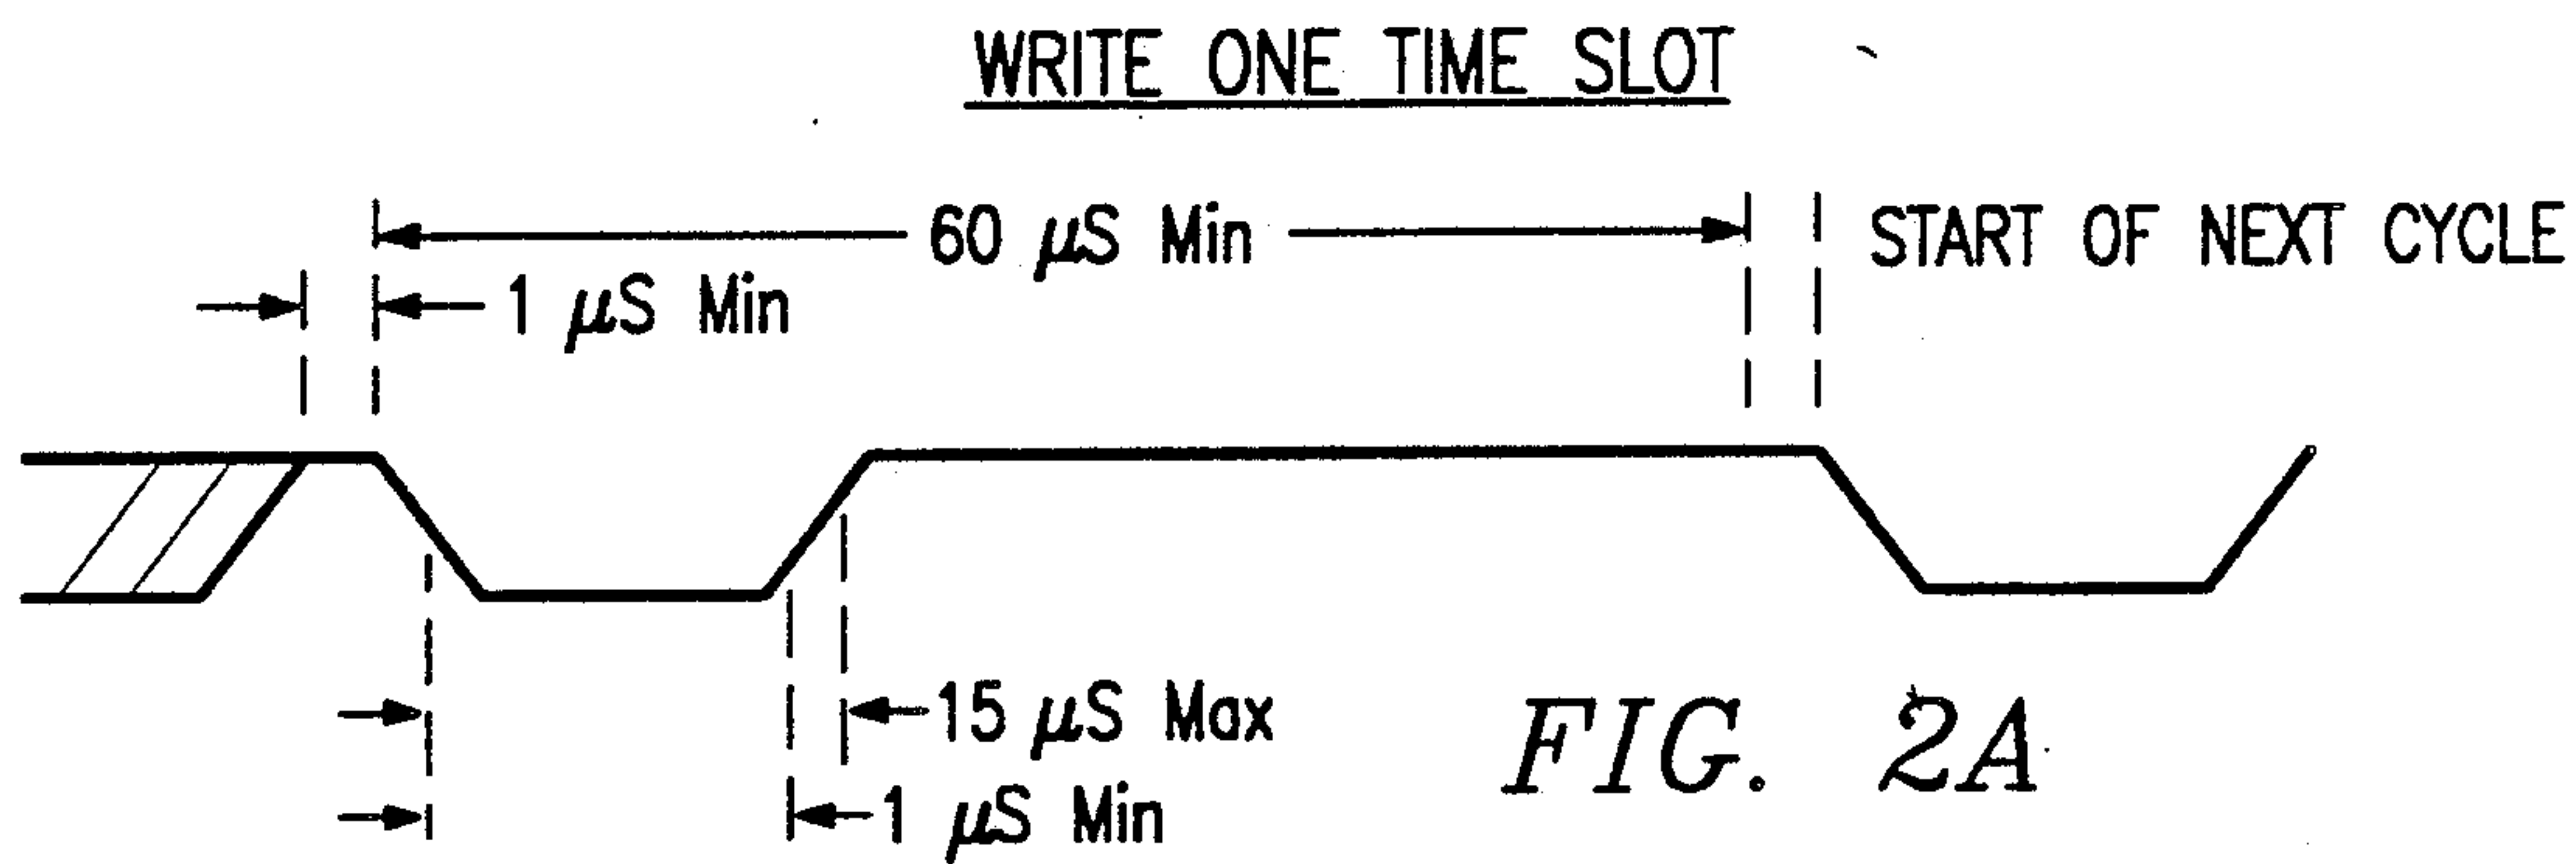 WRITE ONE TIME SLOT
60 µS Min
START OF NEXT CYCLE
1 µS Min
15 µS Max
1 µS Min
FIG. 2A